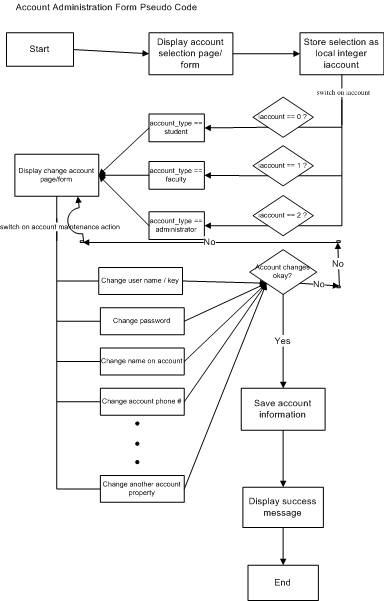 Account Administration Form Pseudo Code
Start
Display account
selection page/
form
Store selection as
local integer
iaccount
switch on iaccount
iaccount == 0 ?
account_type ==
student
iaccount == 1 ?
account_type ==
faculty
Display change account
page/form
iaccount == 2 ?
account_type ==
administrator
switch on account maintenance action
No
No
Account changes
okay?
No
Change user name / key
Change password
Yes
Change name on account
Change account phone #
Save account
information
Change another account
property
Display success
message
End